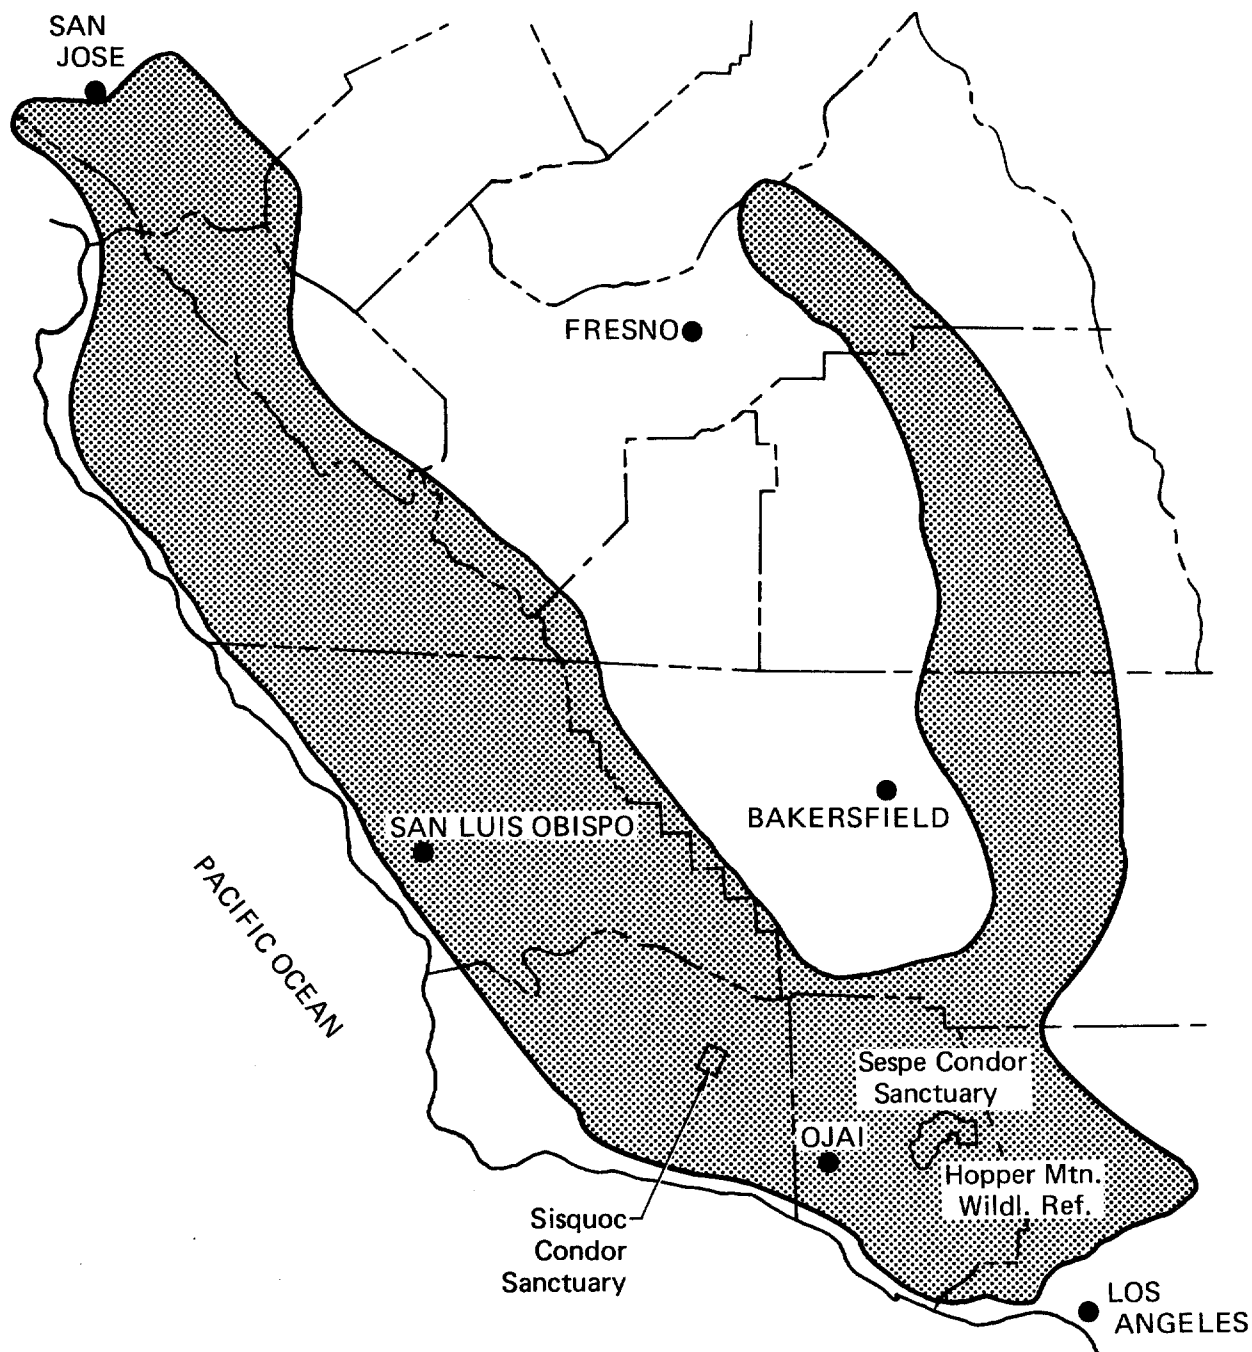 SAN
JOSE
FRESNO
BAKERSFIELD
SAN LUIS OBISPO
PACIFIC OCEAN
Sespe Condor
Sanctuary
OJAI
Hopper Mtn.
Wildl. Ref.
Sisquoc
Condor
Sanctuary
LOS
ANGELES